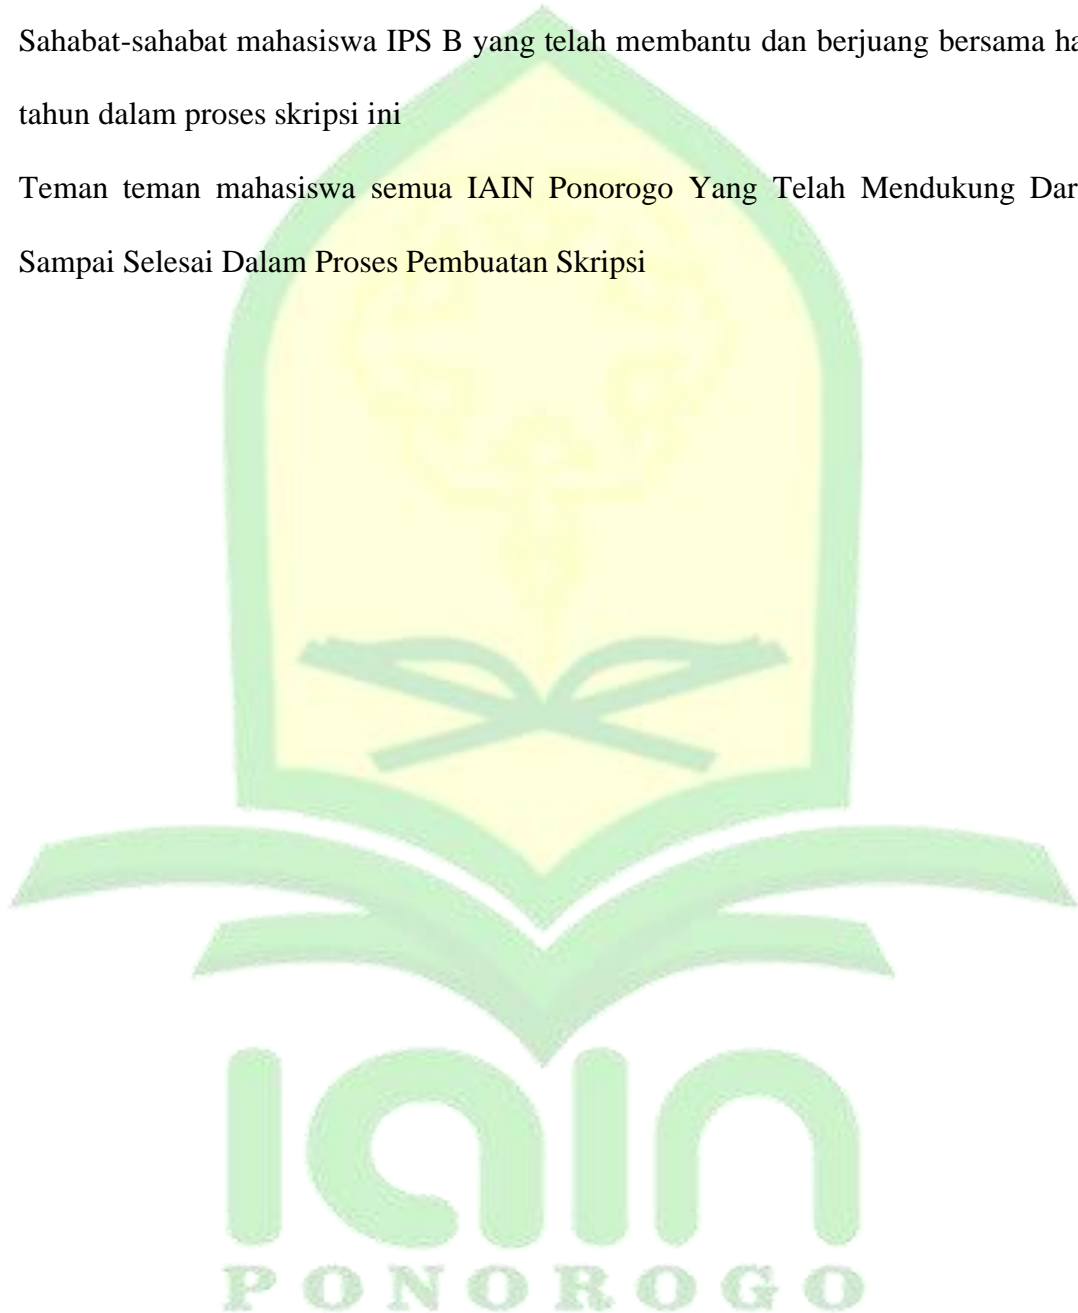 Sahabat-sahabat mahasiswa IPS B yang telah membantu dan berjuang bersama
tahun dalam proses skripsi ini
Teman teman mahasiswa semua IAIN Ponorogo Yang Telah Mendukung Dar
Sampai Selesai Dalam Proses Pembuatan Skripsi
iain
PONOROGO